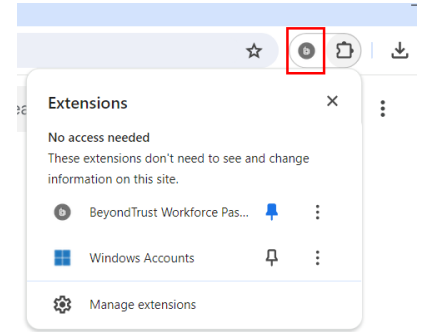 Extensions
No access needed
These extensions don't need to see and change
information on this site.
BeyondTrust Workforce Pas...
Windows Accounts
Manage extensions